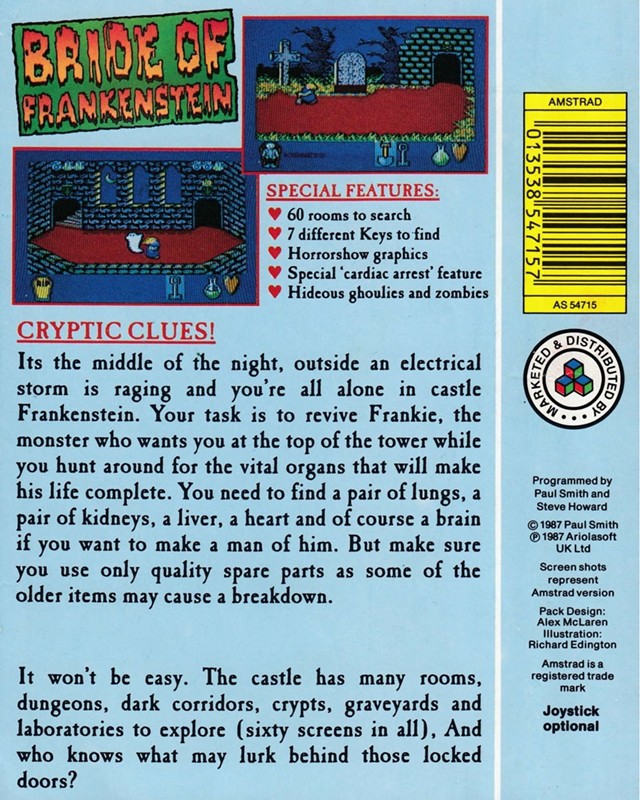 BRIDE OF
FRANKENSTEIN
SPECIAL FEATURES:
♥ 60 rooms to search
♥ 7 different Keys to find
♥ Horrorshow graphics
♥ Special ‘cardiac arrest’ feature
♥ Hideous ghoulies and zombies
CRYPTIC CLUES!
Its the middle of the night, outside an electrical
storm is raging and you're all alone in castle
Frankenstein. Your task is to revive Frankie, the
monster who wants you at the top of the tower while
you hunt around for the vital organs that will make
his life complete. You need to find a pair of lungs, a
pair of kidneys, a liver, a heart and of course a brain
if you want to make a man of him. But make sure
you use only quality spare parts as some of the
older items may cause a breakdown.
It won't be easy. The castle has many rooms,
dungeons, dark corridors, crypts, graveyards and
laboratories to explore (sixty screens in all), And
who knows what may lurk behind those locked
doors?
RIP
AMSTRAD
013538 547157
AS 54715
MARKETED & DISTRIBUTED BY •••
Programmed by
Paul Smith and
Steve Howard
© 1987 Paul Smith
℗ 1987 Ariolasoft
UK Ltd
Screen shots
represent
Amstrad version
Pack Design:
Alex McLaren
Illustration:
Richard Edington
Amstrad is a
registered trade
mark
Joystick
optional